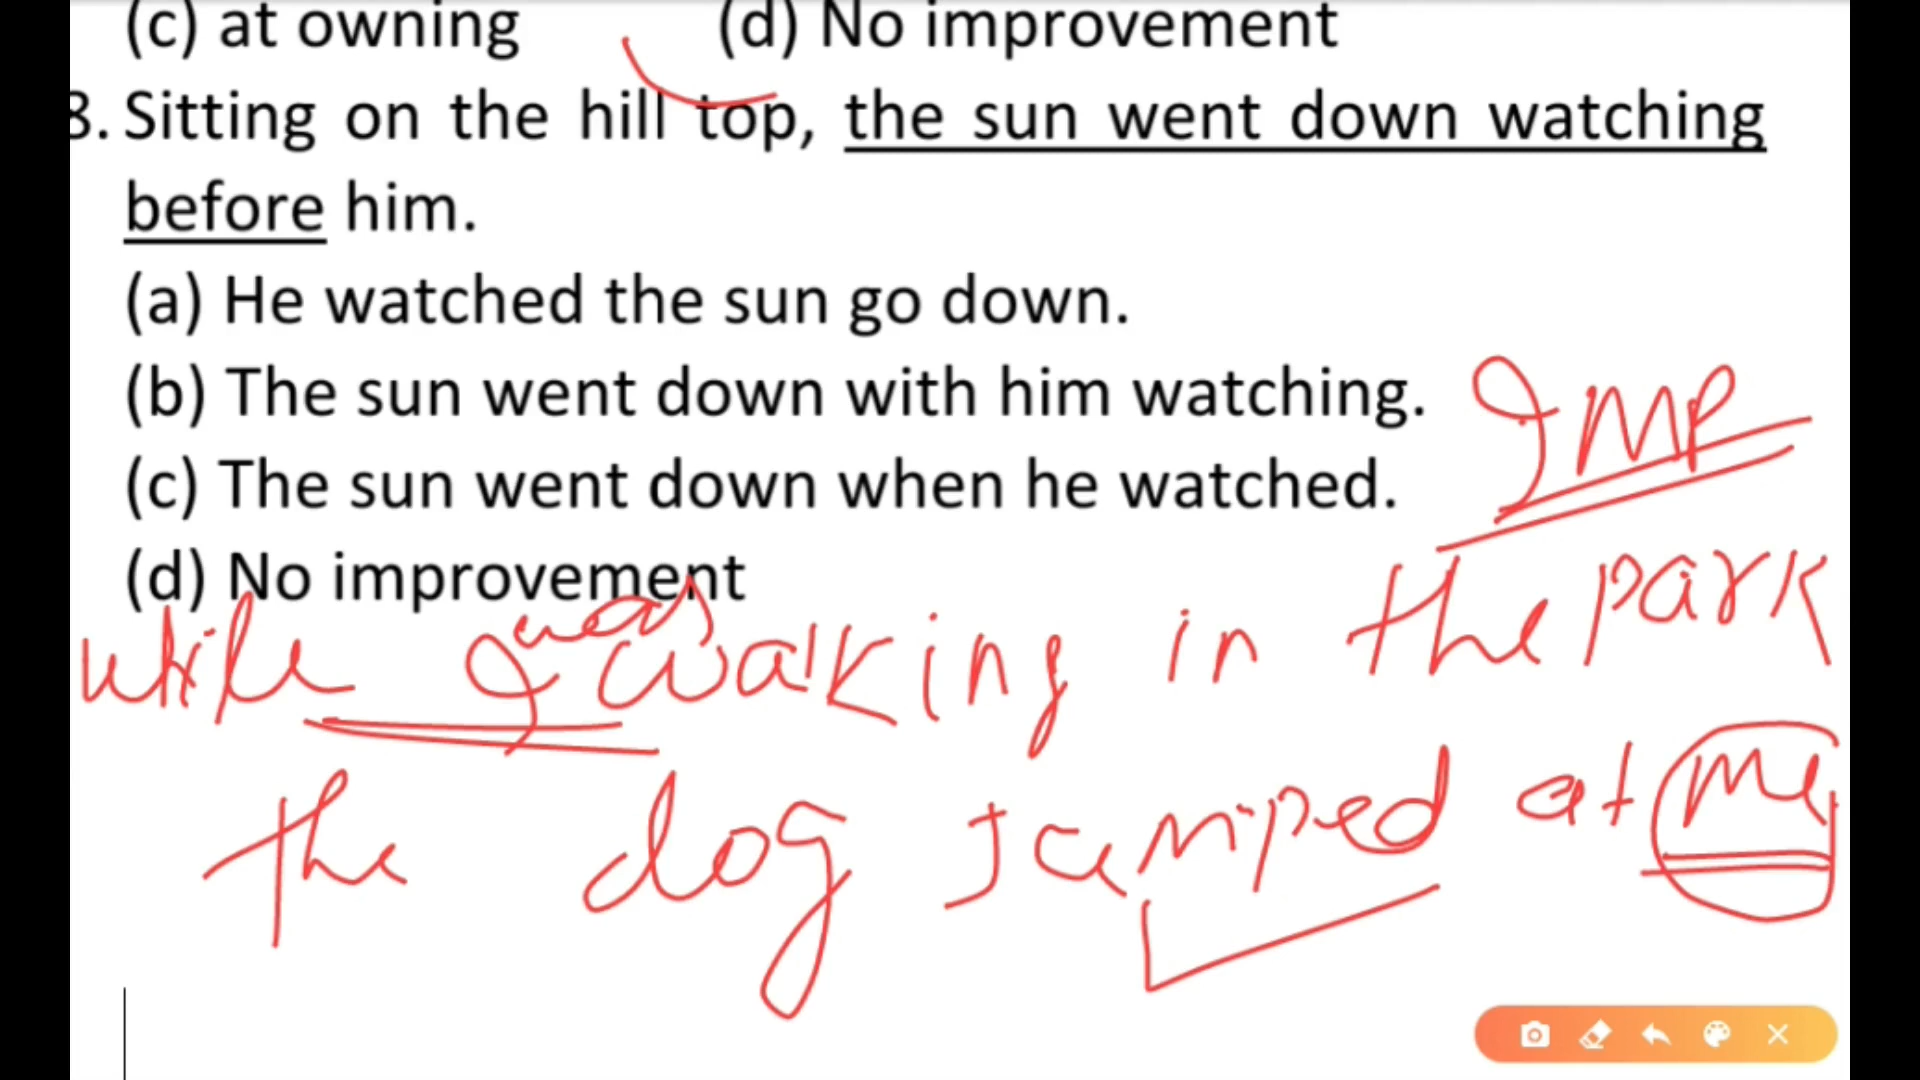 (c) at owning (d) No improvement
8. Sitting on the hill top, the sun went down watching
before him.
(a) He watched the sun go down.
(b) The sun went down with him watching.
(c) The sun went down when he watched.
(d) No improvement
IMP
while I was walking in the park
the dog Jumped at me